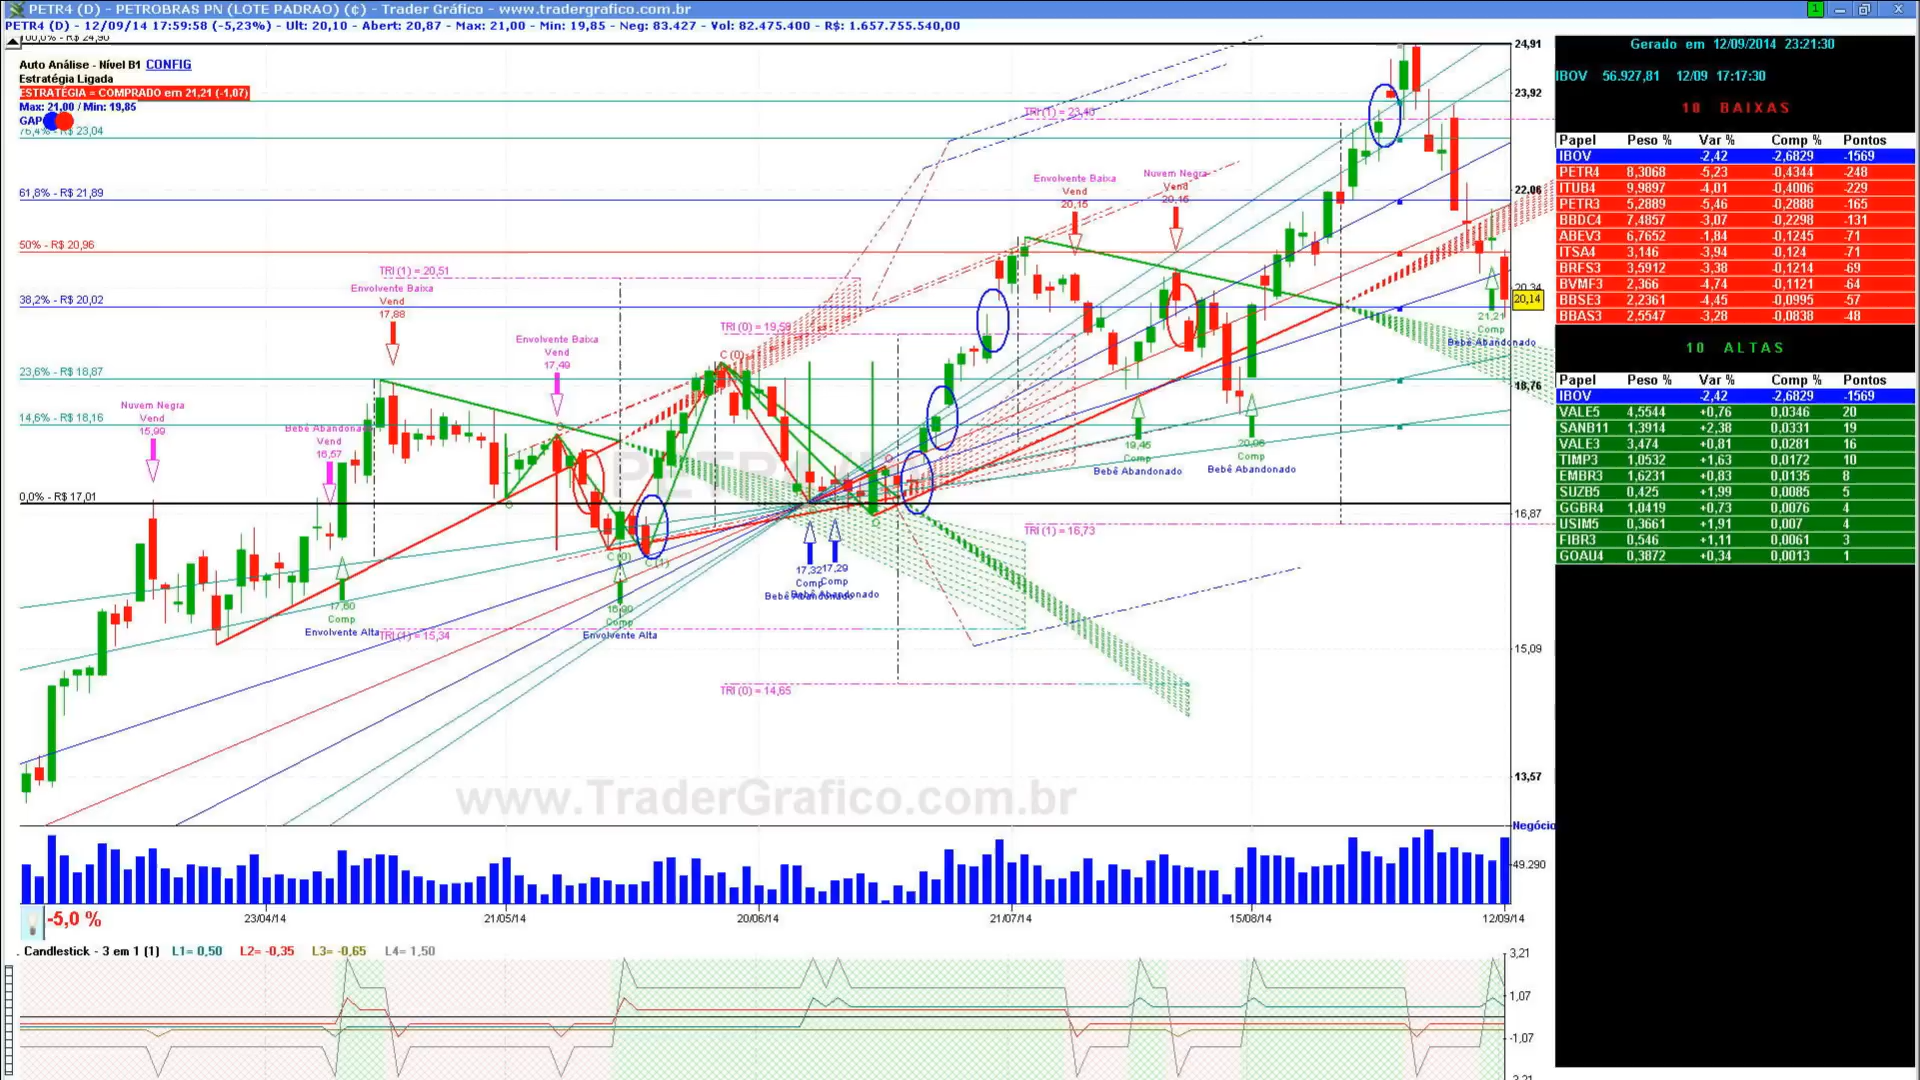 PETR4 (D) - PETROBRAS PN (LOTE PADRAO) (¢) - Trader Gráfico - www.tradergrafico.com.br
PETR4 (D) - 12/09/14 17:59:58 (-5,23%) - Ult: 20,10 - Abert: 20,87 - Max: 21,00 - Min: 19,85 - Neg: 83.427 - Vol: 82.475.400 - R$: 1.657.755.540,00
100,0% - R$ 24,90
Auto Análise - Nível B1 CONFIG
Estratégia Ligada
ESTRATÉGIA = COMPRADO em 21,21 (-1,07)
Max: 21,00 / Min: 19,85
GAP
76,4% - R$ 23,04
61,8% - R$ 21,89
50% - R$ 20,96
38,2% - R$ 20,02
23,6% - R$ 18,87
14,6% - R$ 18,16
0,0% - R$ 17,01
Nuvem Negra
Vend
15,99
Bebê Abandonado
Vend
16,57
TRI (1) = 20,51
Envolvente Baixa
Vend
17,88
Envolvente Baixa
Vend
17,49
17,60
Comp
Envolvente Alta
TRI (1) = 15,34
C (0)
C (1)
16,90
Comp
Envolvente Alta
TRI (0) = 19,59
C (0)
TRI (0) = 14,65
17,32
17,29
Comp
Comp
Bebê Abandonado
TRI (1) = 23,46
Envolvente Baixa
Vend
20,15
Nuvem Negra
Vend
20,16
19,45
Comp
Bebê Abandonado
20,06
Comp
Bebê Abandonado
TRI (1) = 16,73
21,21
Comp
Bebê Abandonado
www.TraderGrafico.com.br
24,91
23,92
22,06
20,34
20,14
18,76
16,87
15,09
13,57
Negócio
49.290
-5,0 %
23/04/14 21/05/14 20/06/14 21/07/14 15/08/14 12/09/14
Candlestick - 3 em 1 (1) L1= 0,50 L2= -0,35 L3= -0,65 L4= 1,50
3,21
1,07
-1,07
-3,21
Gerado em 12/09/2014 23:21:30
IBOV 56.927,81 12/09 17:17:30
10 BAIXAS
Papel Peso % Var % Comp % Pontos
IBOV -2,42 -2,6829 -1569
PETR4 8,3068 -5,23 -0,4344 -248
ITUB4 9,9897 -4,01 -0,4006 -229
PETR3 5,2889 -5,46 -0,2888 -165
BBDC4 7,4857 -3,07 -0,2298 -131
ABEV3 6,7652 -1,84 -0,1245 -71
ITSA4 3,146 -3,94 -0,124 -71
BRFS3 3,5912 -3,38 -0,1214 -69
BVMF3 2,366 -4,74 -0,1121 -64
BBSE3 2,2361 -4,45 -0,0995 -57
BBAS3 2,5547 -3,28 -0,0838 -48
10 ALTAS
Papel Peso % Var % Comp % Pontos
IBOV -2,42 -2,6829 -1569
VALE5 4,5544 +0,76 0,0346 20
SANB11 1,3914 +2,38 0,0331 19
VALE3 3,474 +0,81 0,0281 16
TIMP3 1,0532 +1,63 0,0172 10
EMBR3 1,6231 +0,83 0,0135 8
SUZB5 0,425 +1,99 0,0085 5
GGBR4 1,0419 +0,73 0,0076 4
USIM5 0,3661 +1,91 0,007 4
FIBR3 0,546 +1,11 0,0061 3
GOAU4 0,3872 +0,34 0,0013 1